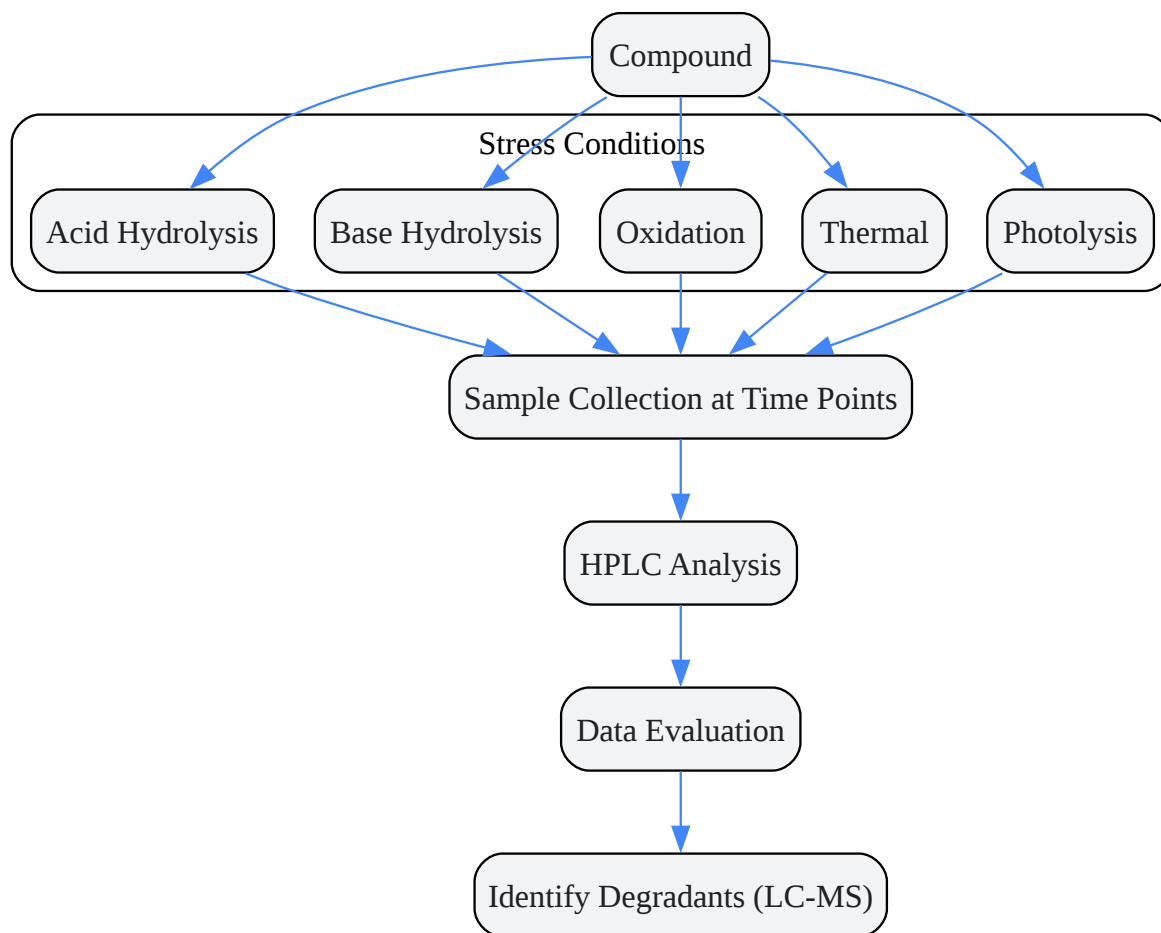 Compound
Stress Conditions
Acid Hydrolysis
Base Hydrolysis
Oxidation
Thermal
Photolysis
Sample Collection at Time Points
HPLC Analysis
Data Evaluation
Identify Degradants (LC-MS)